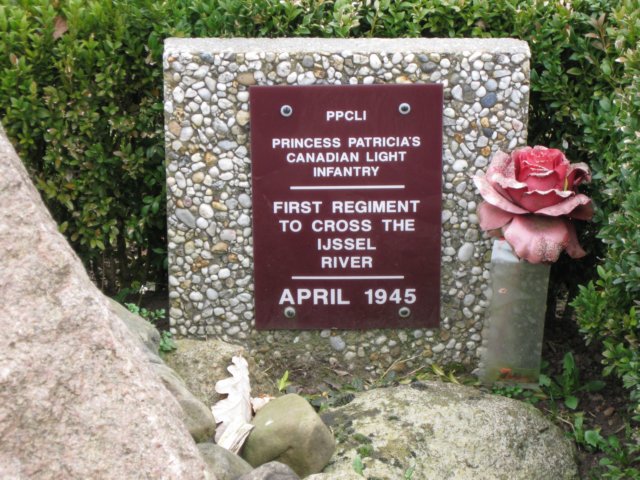 PPCLI
PRINCESS PATRICIA'S
CANADIAN LIGHT
INFANTRY
FIRST REGIMENT
TO CROSS THE
IJSSEL
RIVER
APRIL 1945